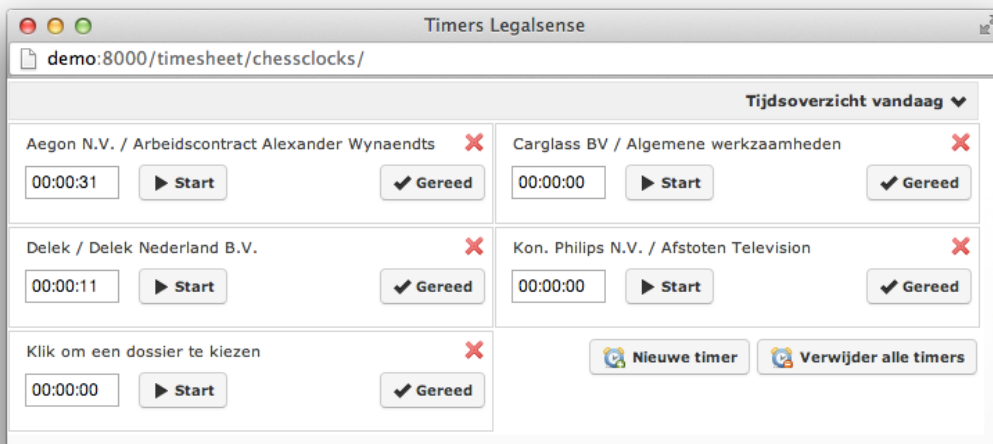 Timers Legalsense
demo:8000/timesheet/chessclocks/
Tijdsoverzicht vandaag
Aegon N.V. / Arbeidscontract Alexander Wynaendts
00:00:31 Start Gereed
Carglass BV / Algemene werkzaamheden
00:00:00 Start Gereed
Delek / Delek Nederland B.V.
00:00:11 Start Gereed
Kon. Philips N.V. / Afstoten Television
00:00:00 Start Gereed
Klik om een dossier te kiezen
00:00:00 Start Gereed
Nieuwe timer Verwijder alle timers